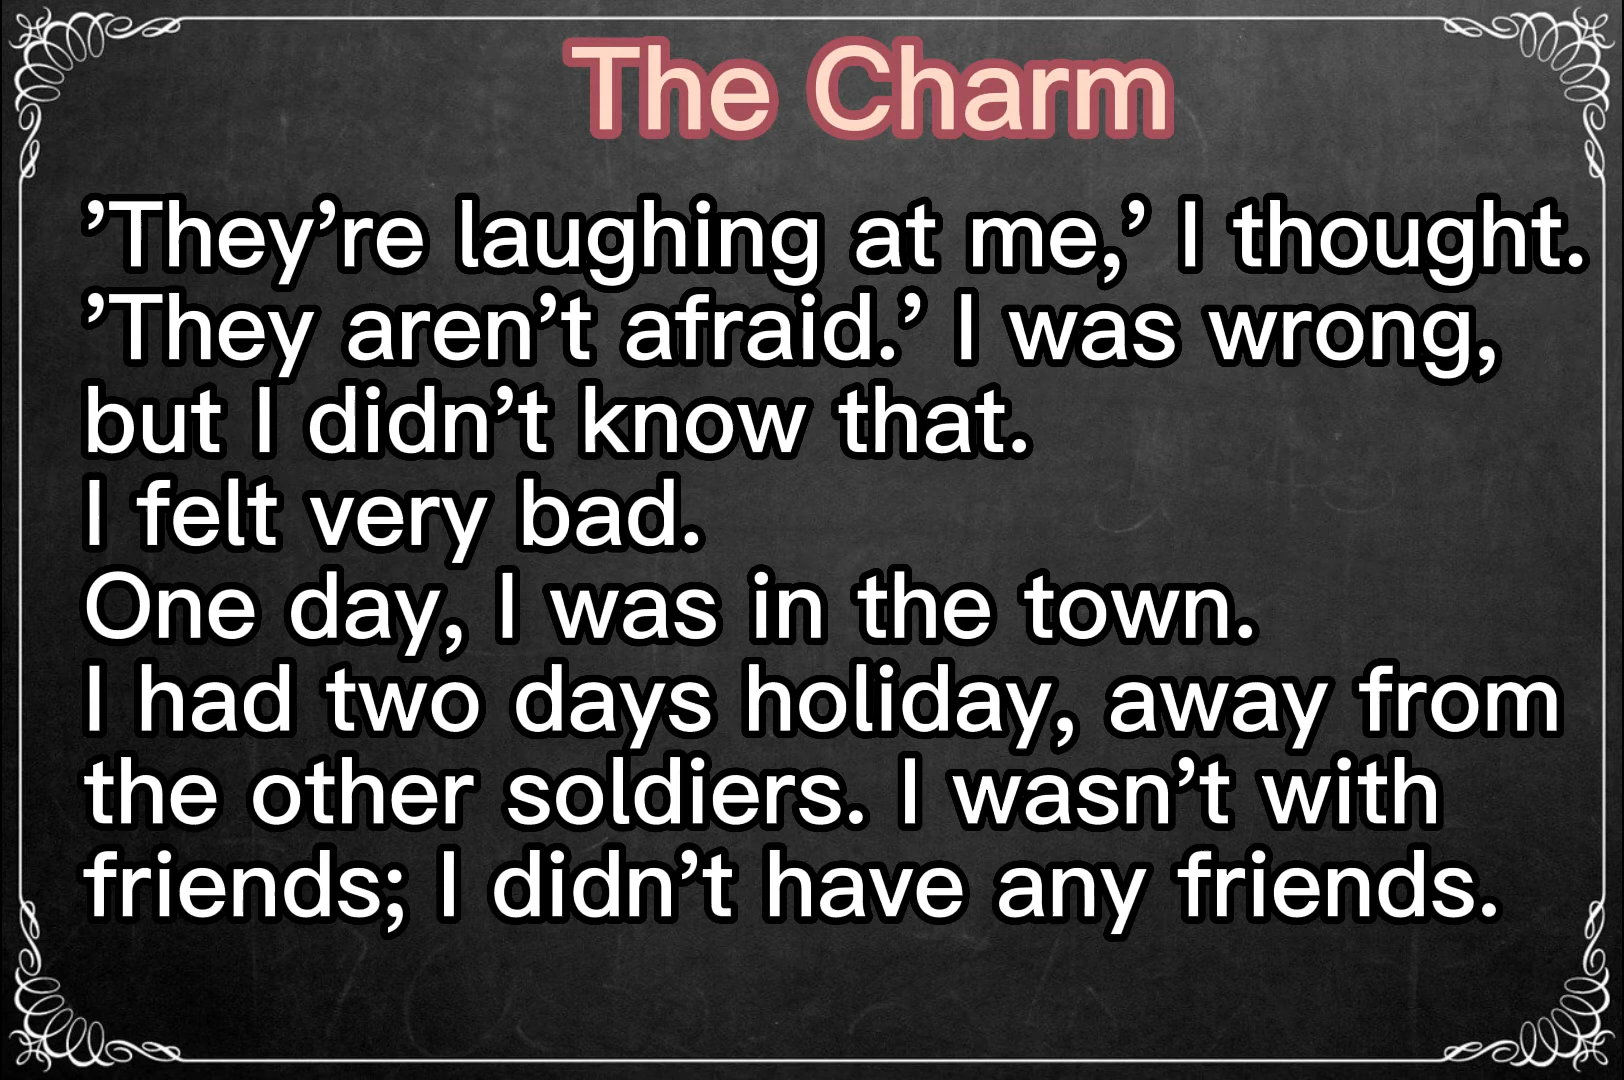 The Charm
’They’re laughing at me,’ I thought.
’They aren’t afraid.’ I was wrong,
but I didn’t know that.
I felt very bad.
One day, I was in the town.
I had two days holiday, away from
the other soldiers. I wasn’t with
friends; I didn’t have any friends.